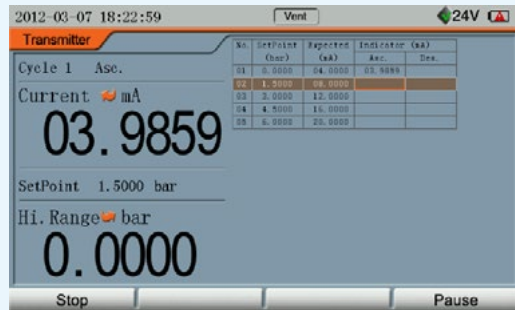 2012-03-07 18:22:59 Vent 24V
Transmitter
Cycle 1 Asc.
Current mA
03.9859
SetPoint 1.5000 bar
Hi.Range bar
0.0000
No. SetPoint Expected Indicator (mA)
(bar) (mA) Asc. Des.
01 0.0000 04.0000 03.9859
02 1.5000 08.0000
03 3.0000 12.0000
04 4.5000 16.0000
05 6.0000 20.0000
Stop Pause